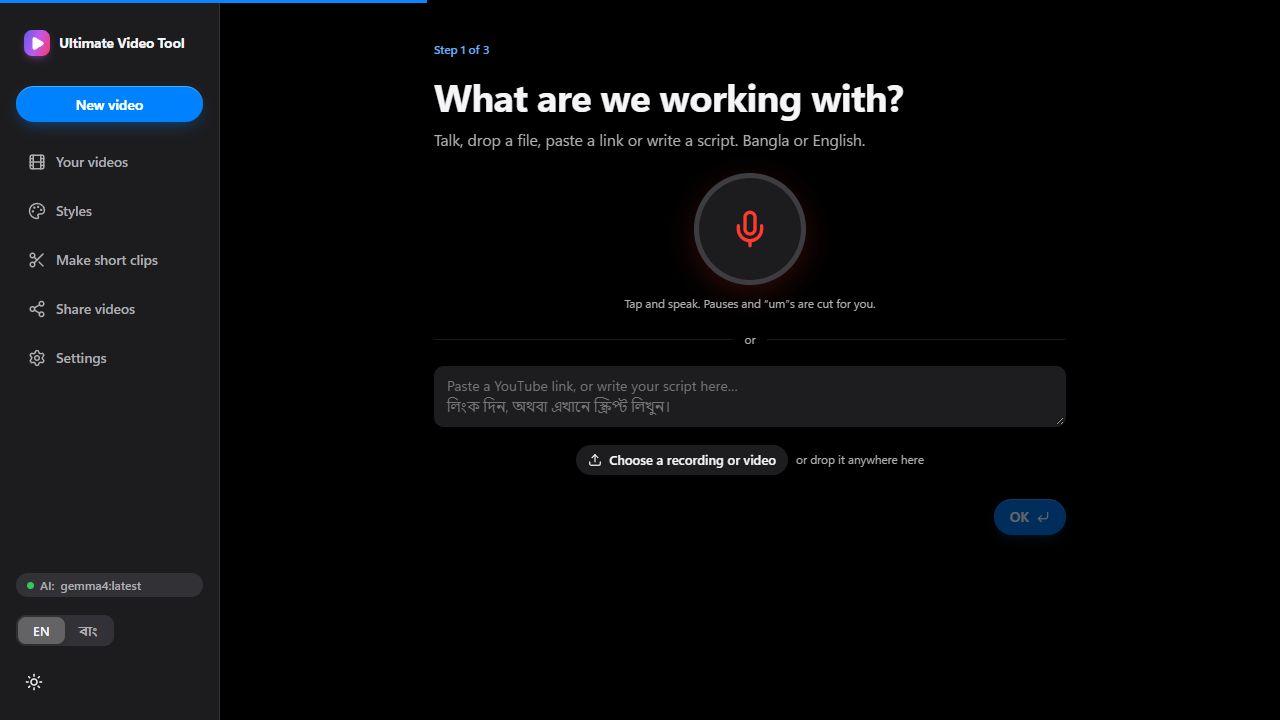 Ultimate Video Tool
New video
Your videos
Styles
Make short clips
Share videos
Settings
AI: gemma4:latest
EN বাং
Step 1 of 3
What are we working with?
Talk, drop a file, paste a link or write a script. Bangla or English.
Tap and speak. Pauses and “um”s are cut for you.
or
Paste a YouTube link, or write your script here...
লিংক দিন, অথবা এখানে স্ক্রিপ্ট লিখুন।
Choose a recording or video or drop it anywhere here
OK